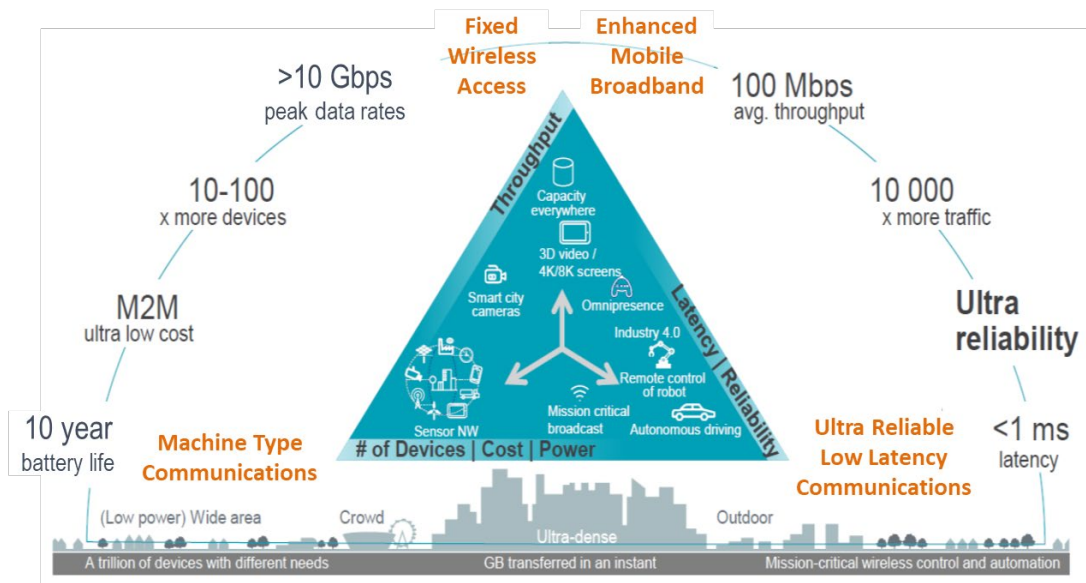 Fixed
Wireless
Access
Enhanced
Mobile
Broadband
>10 Gbps
peak data rates
100 Mbps
avg. throughput
10-100
x more devices
10 000
x more traffic
M2M
ultra low cost
Ultra
reliability
10 year
battery life
<1 ms
latency
Machine Type
Communications
Ultra Reliable
Low Latency
Communications
Throughput
Latency | Reliability
# of Devices | Cost | Power
Capacity
everywhere
3D video /
4K/8K screens
Smart city
cameras
Omnipresence
Industry 4.0
Remote control
of robot
Mission critical
broadcast
Autonomous driving
Sensor NW
(Low power) Wide area
Crowd
Ultra-dense
Outdoor
A trillion of devices with different needs
GB transferred in an instant
Mission-critical wireless control and automation